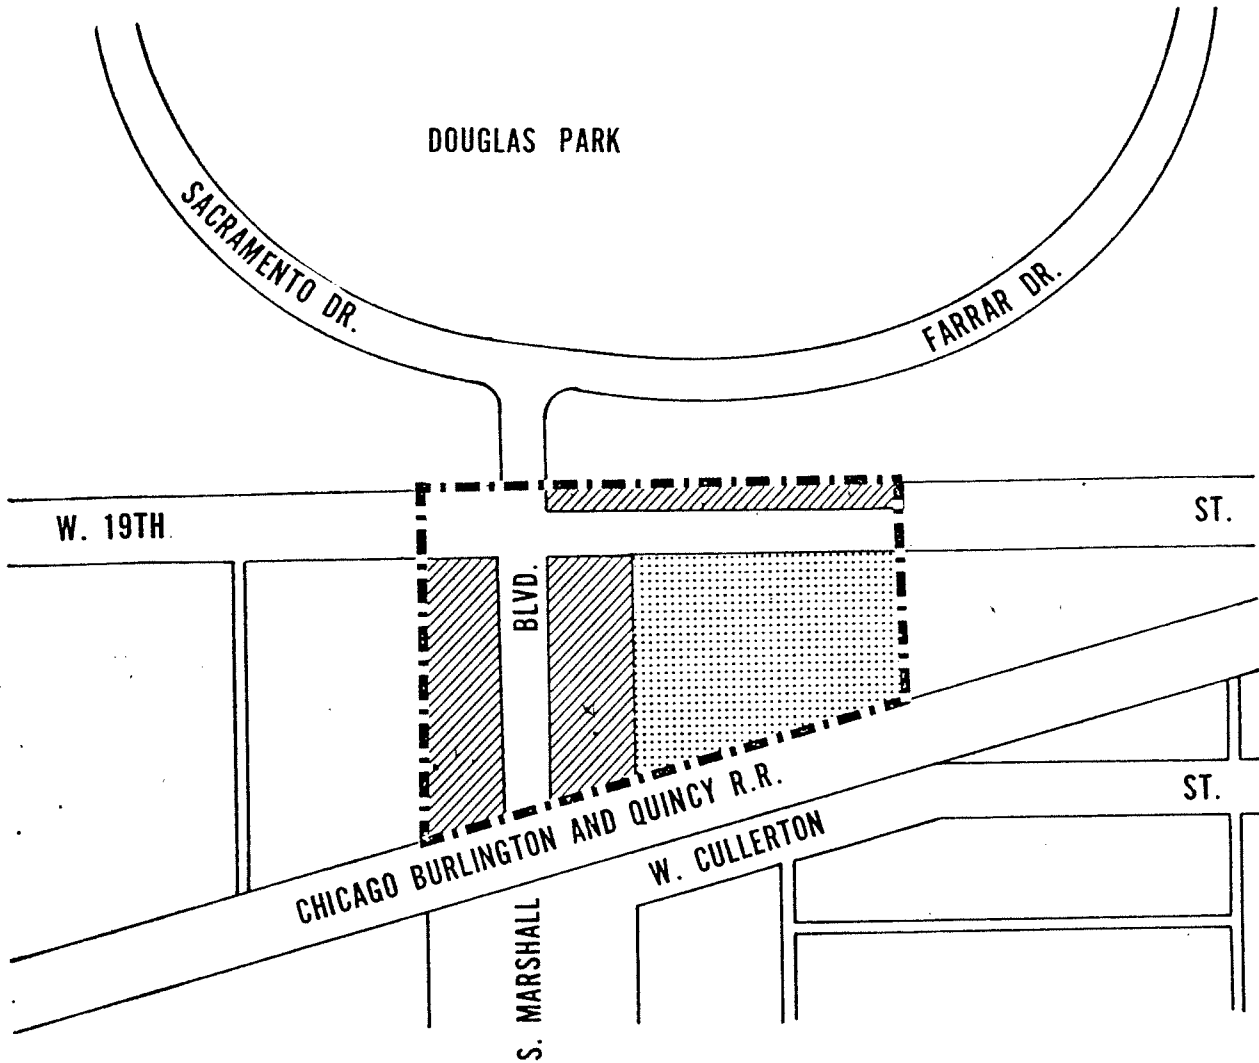 DOUGLAS PARK
SACRAMENTO DR.
FARRAR DR.
W. 19TH ST.
S. MARSHALL BLVD.
CHICAGO BURLINGTON AND QUINCY R.R.
W. CULLERTON ST.